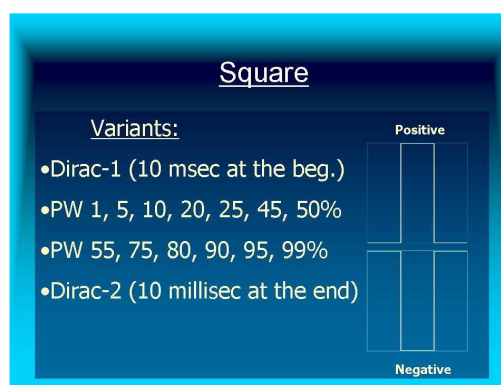 Square
Variants:
•Dirac-1 (10 msec at the beg.)
•PW 1, 5, 10, 20, 25, 45, 50%
•PW 55, 75, 80, 90, 95, 99%
•Dirac-2 (10 millisec at the end)
Positive
Negative